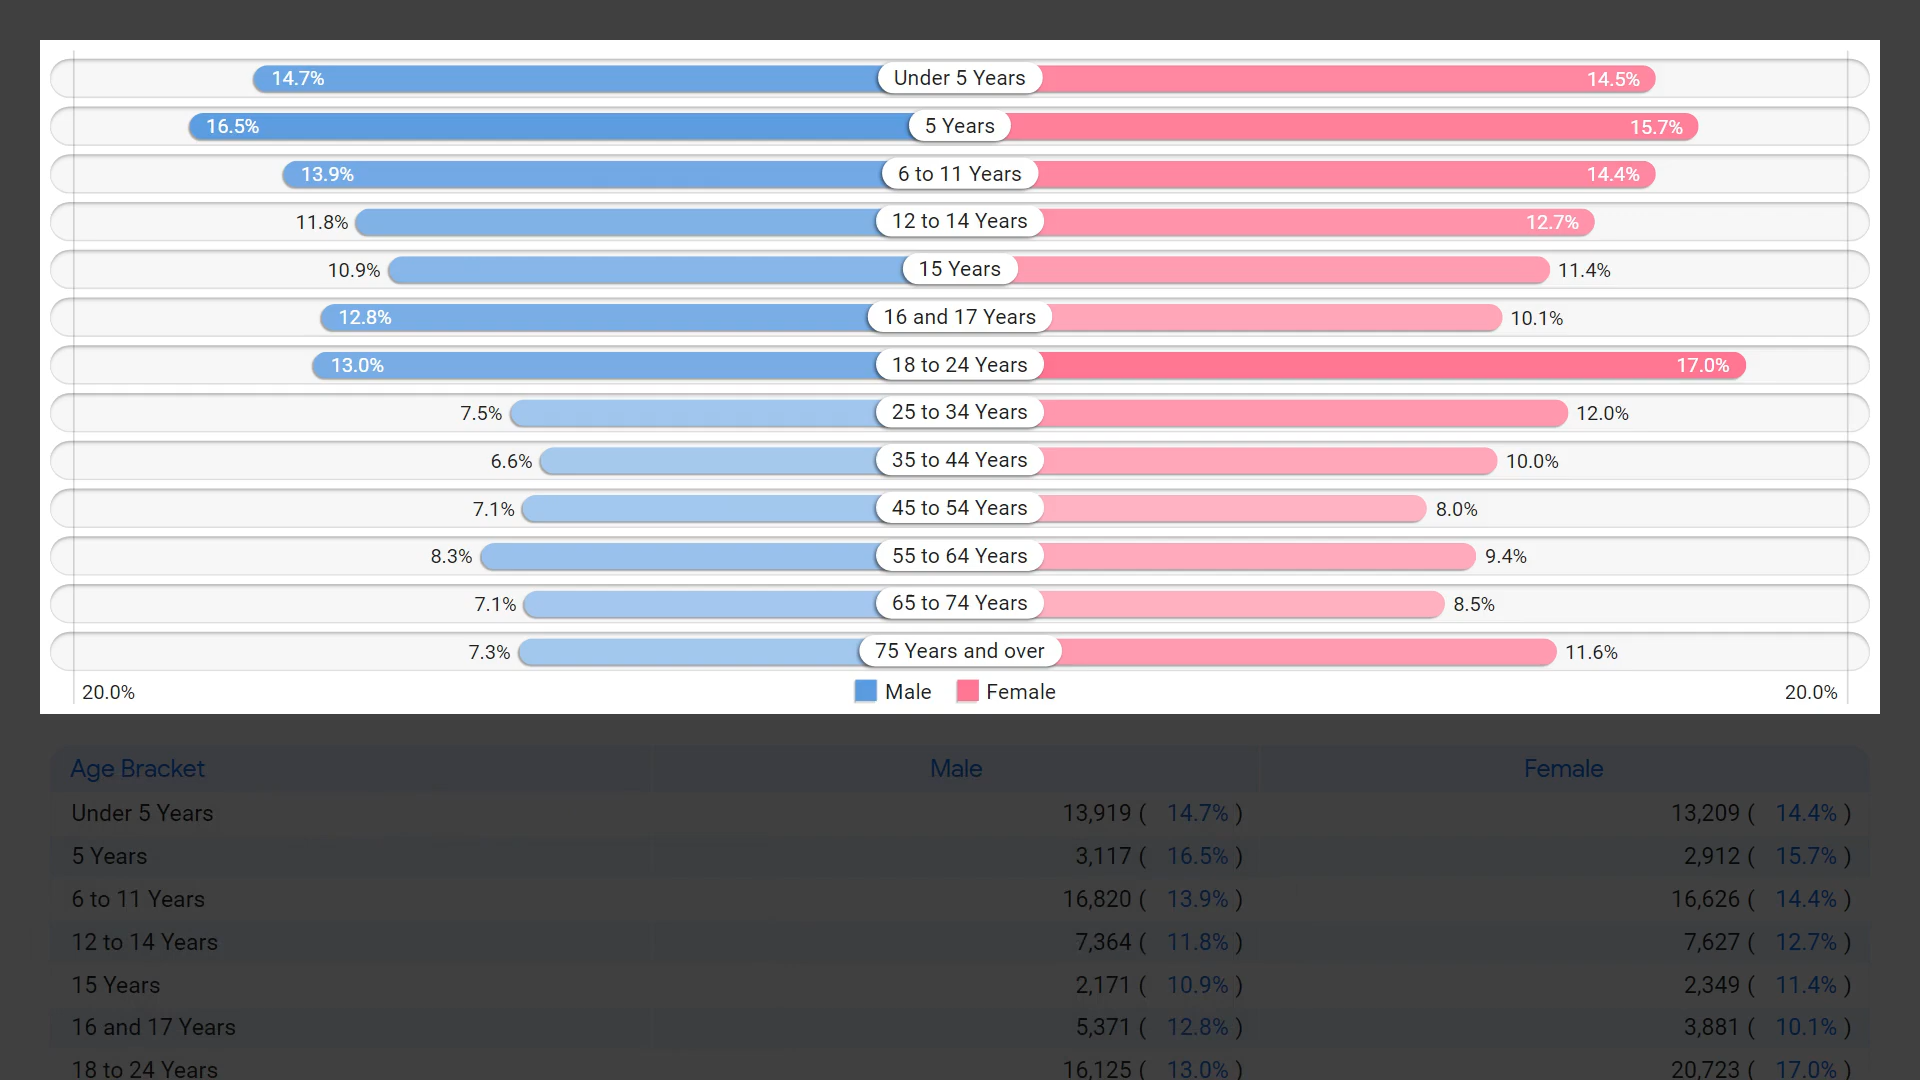 14.7% Under 5 Years 14.5%
16.5% 5 Years 15.7%
13.9% 6 to 11 Years 14.4%
11.8% 12 to 14 Years 12.7%
10.9% 15 Years 11.4%
12.8% 16 and 17 Years 10.1%
13.0% 18 to 24 Years 17.0%
7.5% 25 to 34 Years 12.0%
6.6% 35 to 44 Years 10.0%
7.1% 45 to 54 Years 8.0%
8.3% 55 to 64 Years 9.4%
7.1% 65 to 74 Years 8.5%
7.3% 75 Years and over 11.6%
20.0% Male Female 20.0%
Age Bracket Male Female
Under 5 Years 13,919 ( 14.7% ) 13,209 ( 14.4% )
5 Years 3,117 ( 16.5% ) 2,912 ( 15.7% )
6 to 11 Years 16,820 ( 13.9% ) 16,626 ( 14.4% )
12 to 14 Years 7,364 ( 11.8% ) 7,627 ( 12.7% )
15 Years 2,171 ( 10.9% ) 2,349 ( 11.4% )
16 and 17 Years 5,371 ( 12.8% ) 3,881 ( 10.1% )
18 to 24 Years 16,125 ( 13.0% ) 20,723 ( 17.0% )